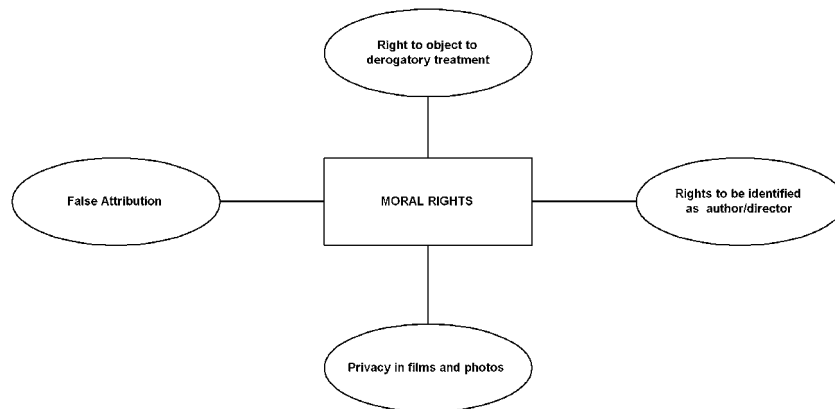 Right to object to
derogatory treatment
False Attribution
MORAL RIGHTS
Rights to be identified
as author/director
Privacy in films and photos